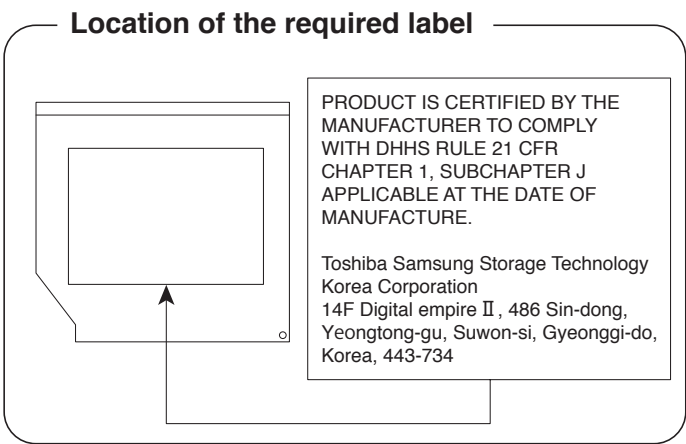 Location of the required label
PRODUCT IS CERTIFIED BY THE
MANUFACTURER TO COMPLY
WITH DHHS RULE 21 CFR
CHAPTER 1, SUBCHAPTER J
APPLICABLE AT THE DATE OF
MANUFACTURE.
Toshiba Samsung Storage Technology
Korea Corporation
14F Digital empire Ⅱ, 486 Sin-dong,
Yeongtong-gu, Suwon-si, Gyeonggi-do,
Korea, 443-734